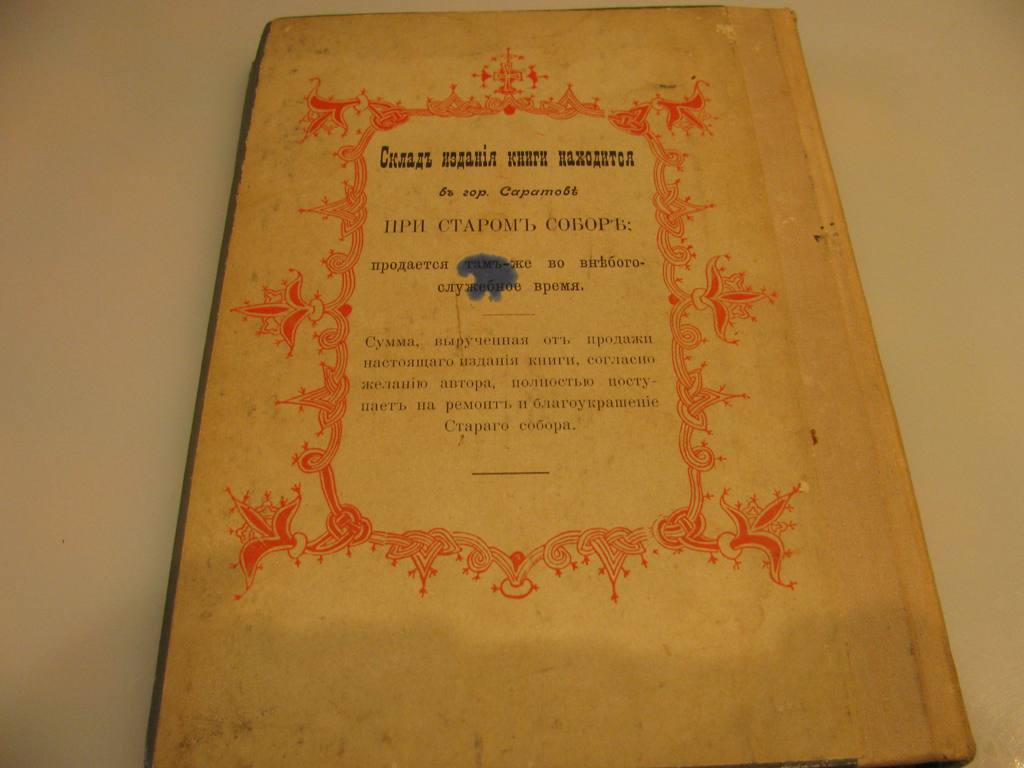 Складъ изданія книги находится
въ гор. Саратовѣ
ПРИ СТАРОМЪ СОБОРѢ;
продается тамъ-же во внѣбого-
служебное время.
Сумма, вырученная отъ продажи
настоящаго изданія книги, согласно
желанію автора, полностью посту-
паетъ на ремонтъ и благоукрашеніе
Стараго собора.